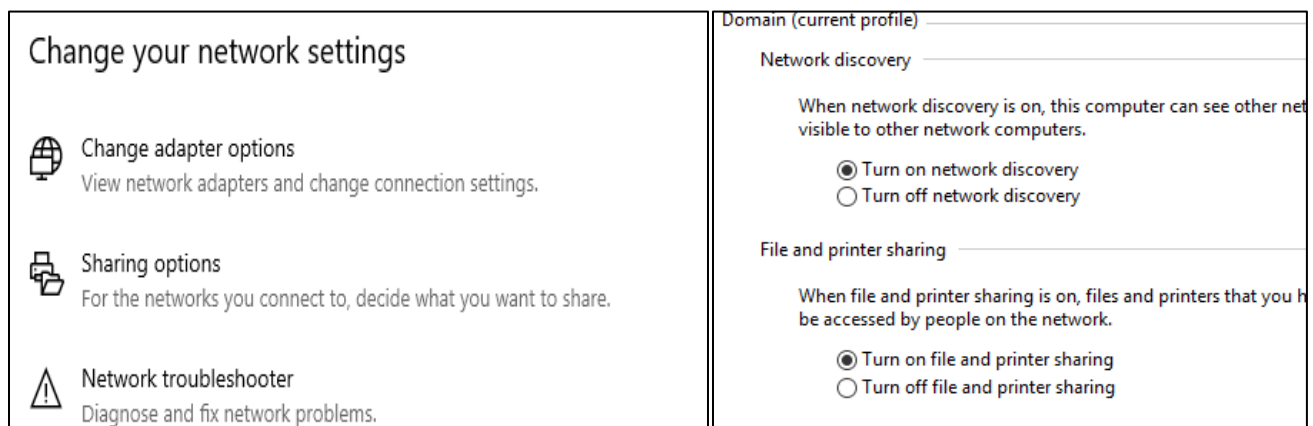 Change your network settings
Change adapter options
View network adapters and change connection settings.
Sharing options
For the networks you connect to, decide what you want to share.
Network troubleshooter
Diagnose and fix network problems.
Domain (current profile)
Network discovery
When network discovery is on, this computer can see other net
visible to other network computers.
Turn on network discovery
Turn off network discovery
File and printer sharing
When file and printer sharing is on, files and printers that you h
be accessed by people on the network.
Turn on file and printer sharing
Turn off file and printer sharing